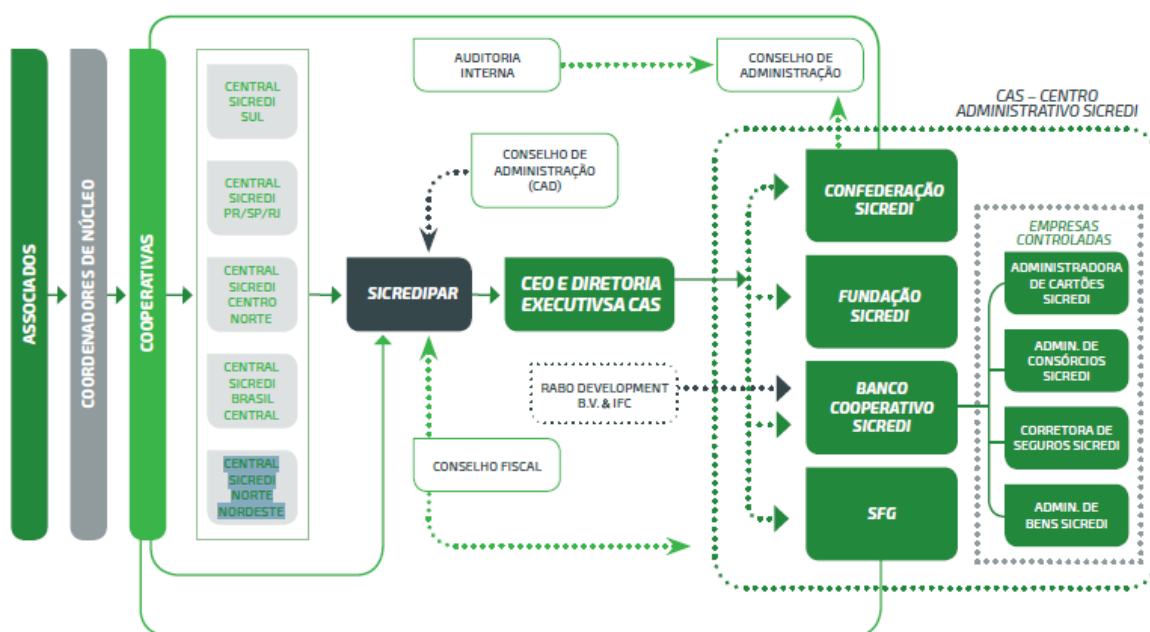 ASSOCIADOS
COORDENADORES DE NÚCLEO
COOPERATIVAS
CENTRAL
SICREDI
SUL
CENTRAL
SICREDI
PR/SP/RJ
CENTRAL
SICREDI
CENTRO
NORTE
CENTRAL
SICREDI
BRASIL
CENTRAL
CENTRAL
SICREDI
NORTE
NORDESTE
AUDITORIA
INTERNA
CONSELHO DE
ADMINISTRAÇÃO
CONSELHO DE
ADMINISTRAÇÃO
(CAD)
SICREDIPAR
CEO E DIRETORIA
EXECUTIVSA CAS
RABO DEVELOPMENT
B.V. & IFC
CONSELHO FISCAL
CAS – CENTRO
ADMINISTRATIVO SICREDI
CONFEDERAÇÃO
SICREDI
FUNDAÇÃO
SICREDI
BANCO
COOPERATIVO
SICREDI
SFG
EMPRESAS
CONTROLADAS
ADMINISTRADORA
DE CARTÕES
SICREDI
ADMIN. DE
CONSÓRCIOS
SICREDI
CORRETORA DE
SEGUROS SICREDI
ADMIN. DE
BENS SICREDI